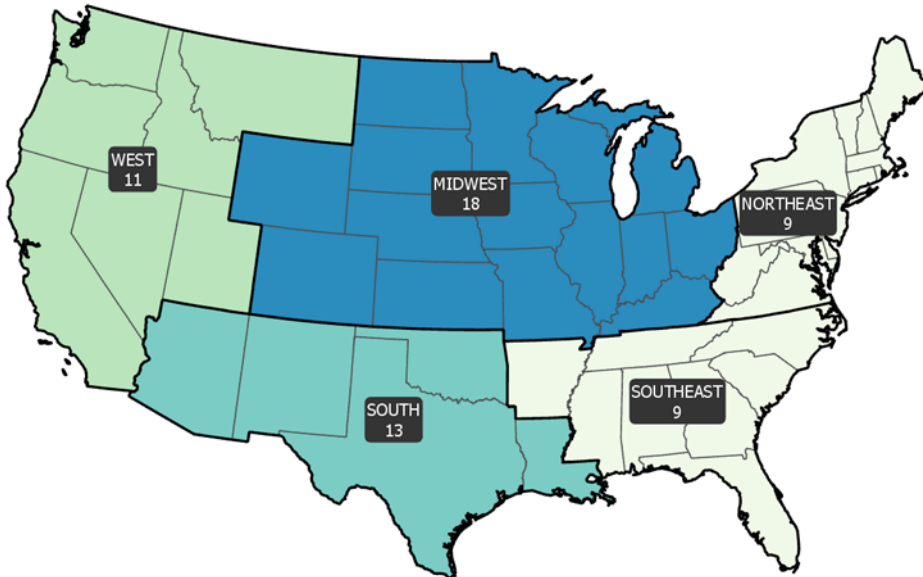 WEST
11
MIDWEST
18
NORTHEAST
9
SOUTH
13
SOUTHEAST
9